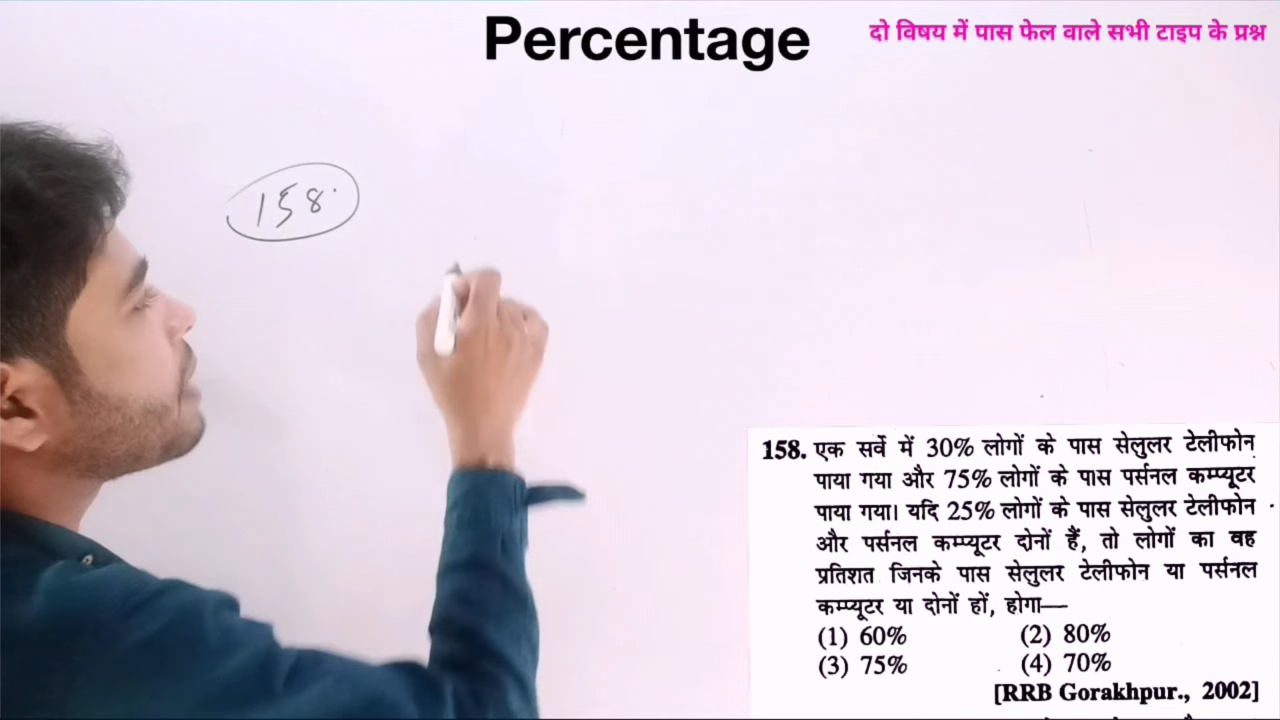 Percentage
दो विषय में पास फेल वाले सभी टाइप के प्रश्न
158.
158. एक सर्वे में 30% लोगों के पास सेलुलर टेलीफोन
पाया गया और 75% लोगों के पास पर्सनल कम्प्यूटर
पाया गया। यदि 25% लोगों के पास सेलुलर टेलीफोन
और पर्सनल कम्प्यूटर दोनों हैं, तो लोगों का वह
प्रतिशत जिनके पास सेलुलर टेलीफोन या पर्सनल
कम्प्यूटर या दोनों हों, होगा—
(1) 60% (2) 80%
(3) 75% (4) 70%
[RRB Gorakhpur., 2002]